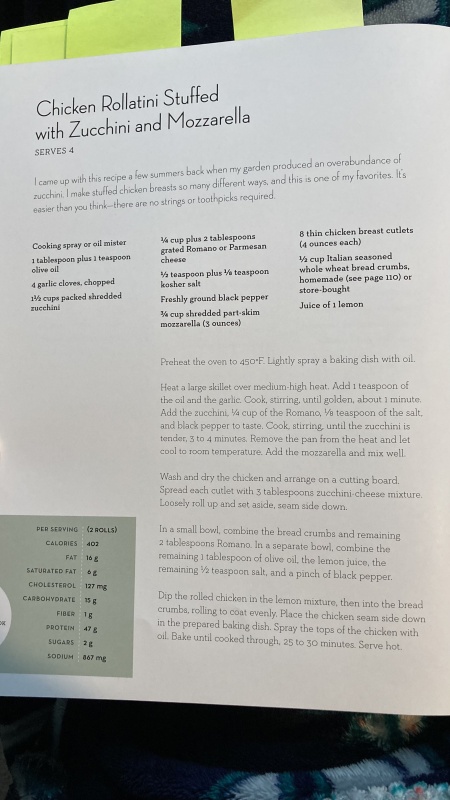 Chicken Rollatini Stuffed
with Zucchini and Mozzarella
SERVES 4
I came up with this recipe a few summers back when my garden produced an overabundance of
zucchini. I make stuffed chicken breasts so many different ways, and this is one of my favorites. It's
easier than you think—there are no strings or toothpicks required.
Cooking spray or oil mister
1 tablespoon plus 1 teaspoon
olive oil
4 garlic cloves, chopped
1½ cups packed shredded
zucchini
¼ cup plus 2 tablespoons
grated Romano or Parmesan
cheese
½ teaspoon plus ⅛ teaspoon
kosher salt
Freshly ground black pepper
¾ cup shredded part-skim
mozzarella (3 ounces)
8 thin chicken breast cutlets
(4 ounces each)
½ cup Italian seasoned
whole wheat bread crumbs,
homemade (see page 110) or
store-bought
Juice of 1 lemon
Preheat the oven to 450°F. Lightly spray a baking dish with oil.
Heat a large skillet over medium-high heat. Add 1 teaspoon of
the oil and the garlic. Cook, stirring, until golden, about 1 minute.
Add the zucchini, ¼ cup of the Romano, ⅛ teaspoon of the salt,
and black pepper to taste. Cook, stirring, until the zucchini is
tender, 3 to 4 minutes. Remove the pan from the heat and let
cool to room temperature. Add the mozzarella and mix well.
Wash and dry the chicken and arrange on a cutting board.
Spread each cutlet with 3 tablespoons zucchini-cheese mixture.
Loosely roll up and set aside, seam side down.
In a small bowl, combine the bread crumbs and remaining
2 tablespoons Romano. In a separate bowl, combine the
remaining 1 tablespoon of olive oil, the lemon juice, the
remaining ½ teaspoon salt, and a pinch of black pepper.
Dip the rolled chicken in the lemon mixture, then into the bread
crumbs, rolling to coat evenly. Place the chicken seam side down
in the prepared baking dish. Spray the tops of the chicken with
oil. Bake until cooked through, 25 to 30 minutes. Serve hot.
PER SERVING (2 ROLLS)
CALORIES 402
FAT 16 g
SATURATED FAT 6 g
CHOLESTEROL 127 mg
CARBOHYDRATE 15 g
FIBER 1 g
PROTEIN 47 g
SUGARS 2 g
SODIUM 867 mg